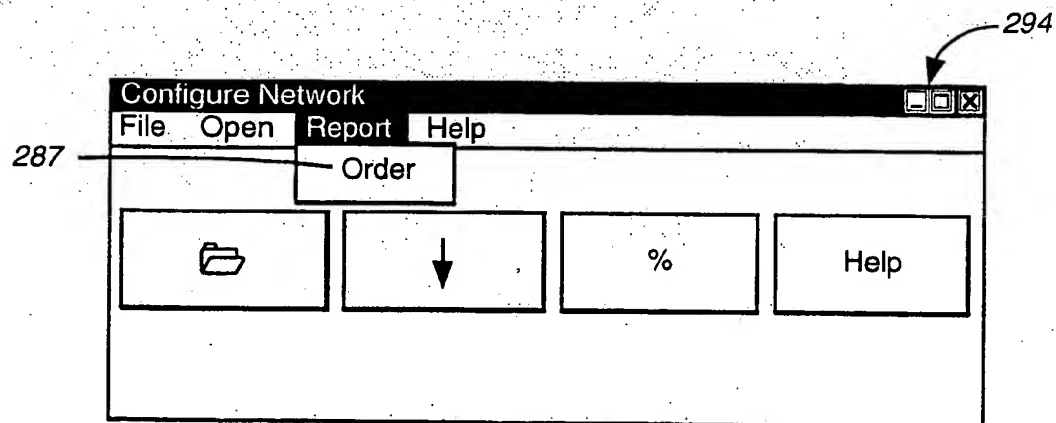 294
Configure Network
File Open Report Help
287 Order
% Help